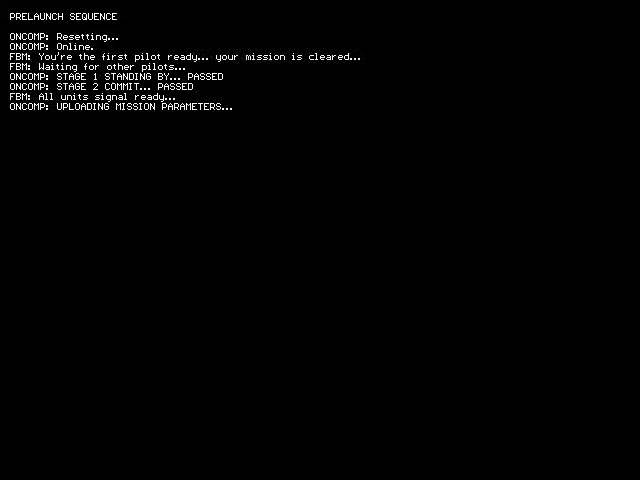 PRELAUNCH SEQUENCE
ONCOMP: Resetting...
ONCOMP: Online.
FBM: You're the first pilot ready... your mission is cleared...
FBM: Waiting for other pilots...
ONCOMP: STAGE 1 STANDING BY... PASSED
ONCOMP: STAGE 2 COMMIT... PASSED
FBM: All units signal ready...
ONCOMP: UPLOADING MISSION PARAMETERS...